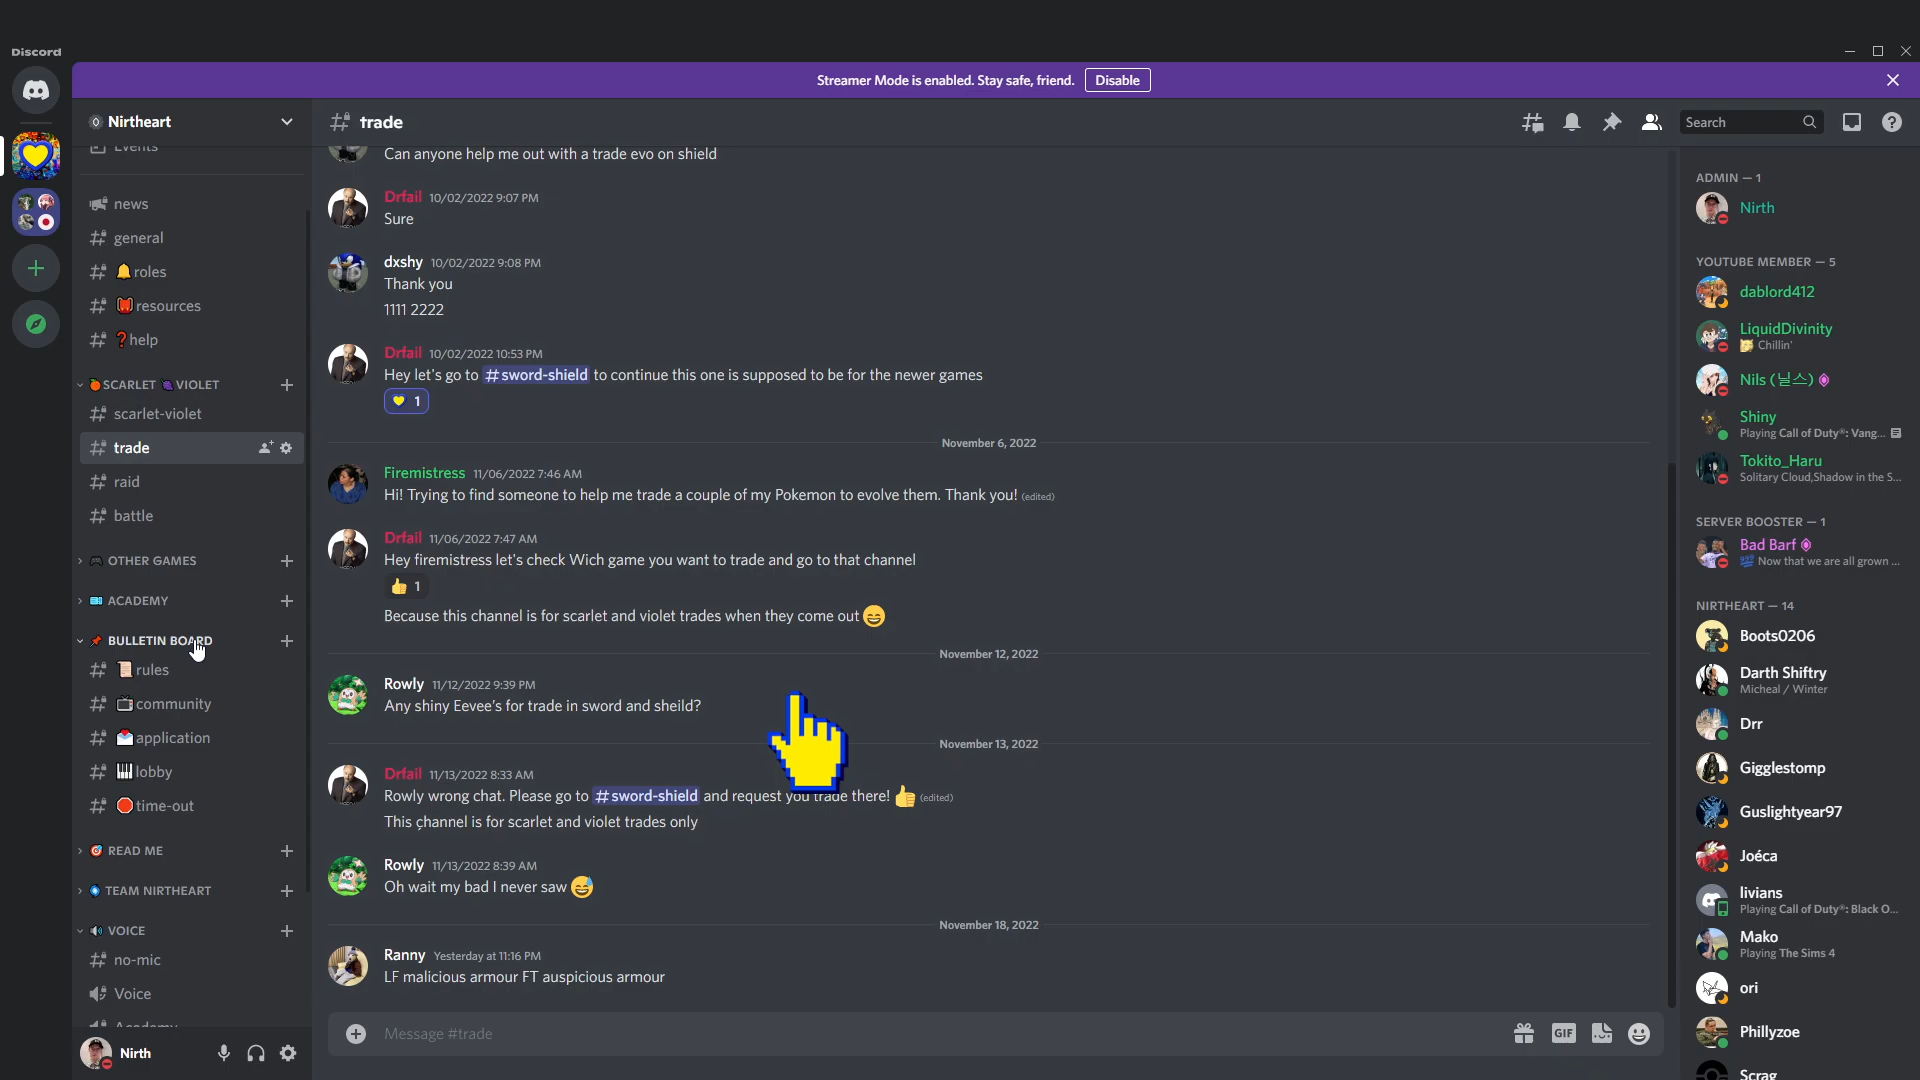 Discord
Streamer Mode is enabled. Stay safe, friend. Disable
Nirtheart
Events
news
general
🔔roles
resources
❓help
🍊SCARLET 🍇VIOLET
scarlet-violet
trade
raid
battle
🎮 OTHER GAMES
ACADEMY
📌 BULLETIN BOARD
📜rules
📺community
💌application
🎹lobby
🛑time-out
🎯 READ ME
TEAM NIRTHEART
🔊 VOICE
no-mic
Voice
Academy
Nirth
trade
Search
Can anyone help me out with a trade evo on shield
Drfail 10/02/2022 9:07 PM
Sure
dxshy 10/02/2022 9:08 PM
Thank you
1111 2222
Drfail 10/02/2022 10:53 PM
Hey let's go to #sword-shield to continue this one is supposed to be for the newer games
💛 1
November 6, 2022
Firemistress 11/06/2022 7:46 AM
Hi! Trying to find someone to help me trade a couple of my Pokemon to evolve them. Thank you! (edited)
Drfail 11/06/2022 7:47 AM
Hey firemistress let's check Wich game you want to trade and go to that channel
👍 1
Because this channel is for scarlet and violet trades when they come out 😄
November 12, 2022
Rowly 11/12/2022 9:39 PM
Any shiny Eevee's for trade in sword and sheild?
November 13, 2022
Drfail 11/13/2022 8:33 AM
Rowly wrong chat. Please go to #sword-shield and request you trade there! 👍 (edited)
This channel is for scarlet and violet trades only
Rowly 11/13/2022 8:39 AM
Oh wait my bad I never saw 😅
November 18, 2022
Ranny Yesterday at 11:16 PM
LF malicious armour FT auspicious armour
Message #trade
GIF
ADMIN — 1
Nirth
YOUTUBE MEMBER — 5
dablord412
LiquidDivinity
Chillin'
Nils (닐스)
Shiny
Playing Call of Duty®: Vang...
Tokito_Haru
Solitary Cloud,Shadow in the S...
SERVER BOOSTER — 1
Bad Barf
Now that we are all grown ...
NIRTHEART — 14
Boots0206
Darth Shiftry
Micheal / Winter
Drr
Gigglestomp
Guslightyear97
Joéca
livians
Playing Call of Duty®: Black O...
Mako
Playing The Sims 4
ori
Phillyzoe
Scrag